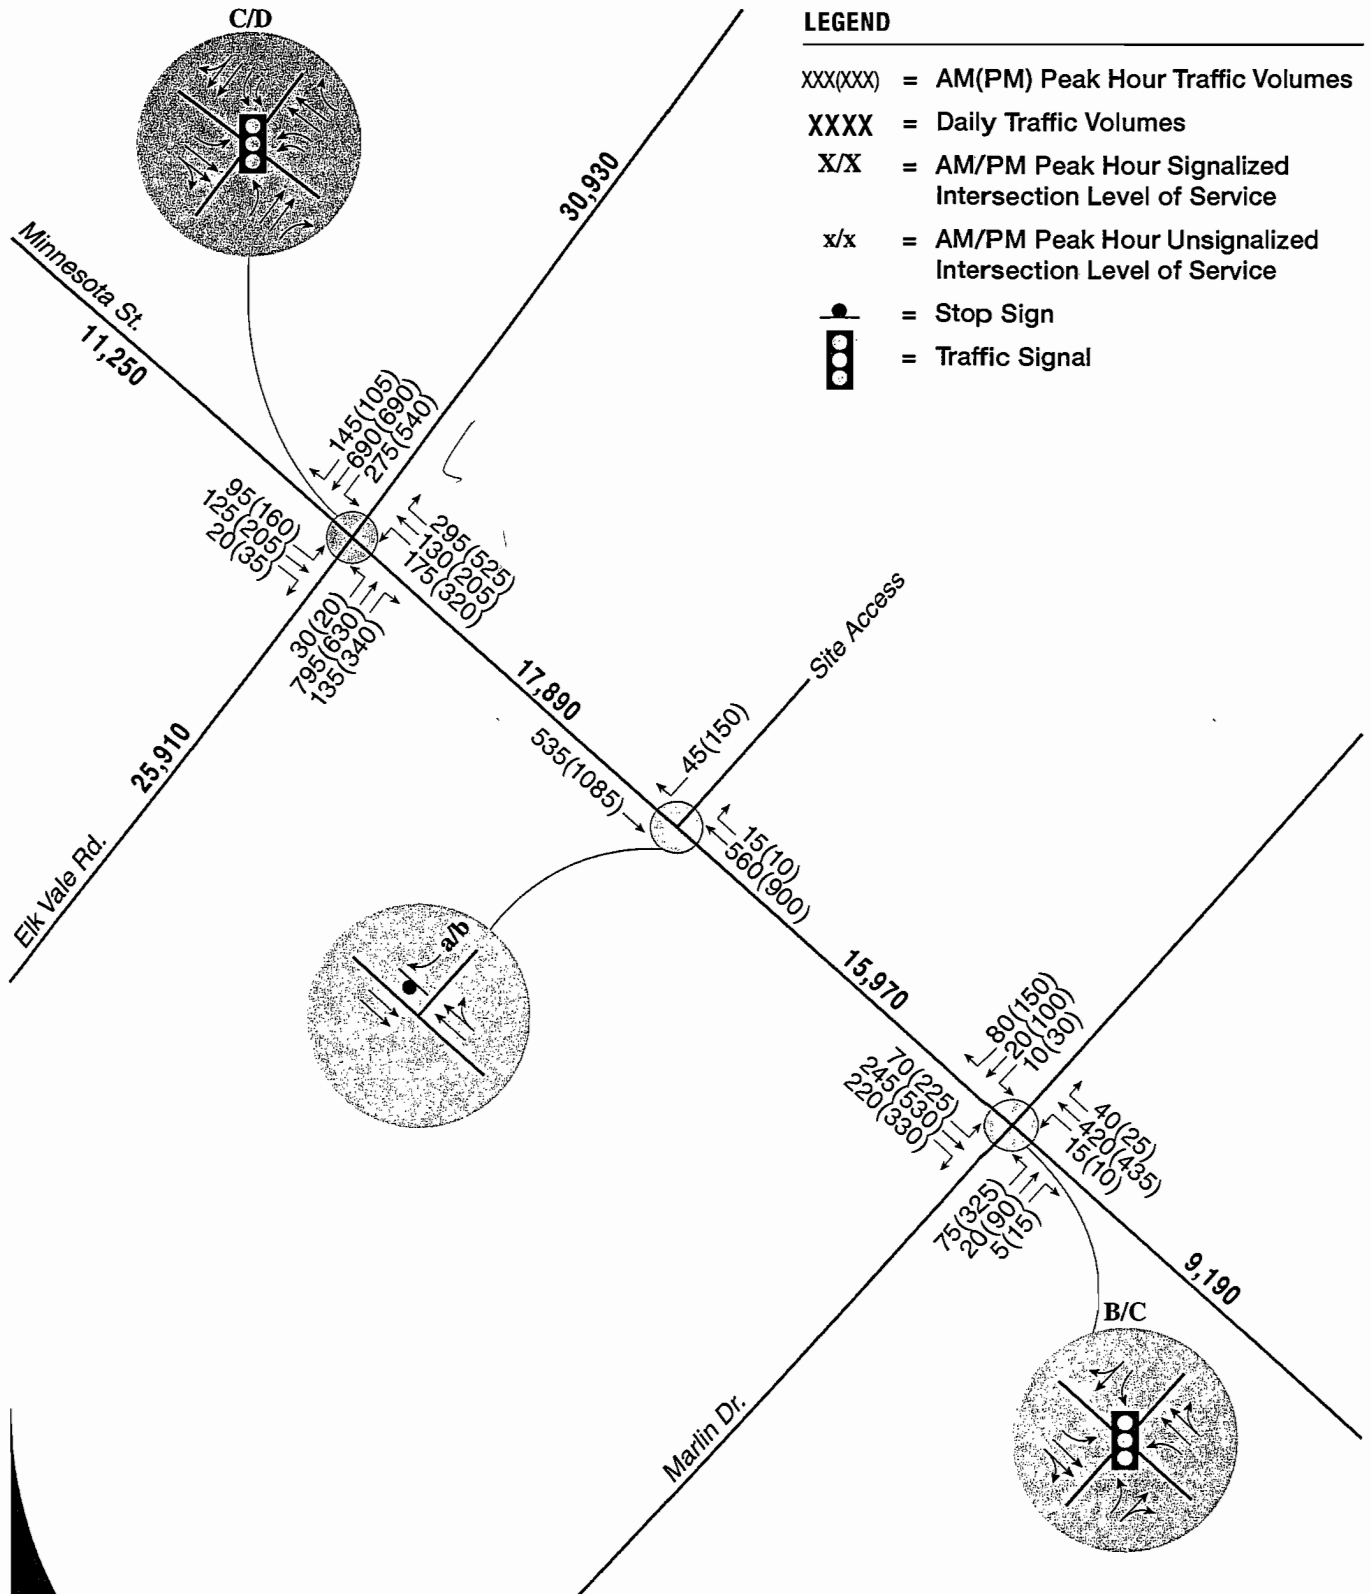 C/D
LEGEND
XXX(XXX) = AM(PM) Peak Hour Traffic Volumes
XXXX = Daily Traffic Volumes
X/X = AM/PM Peak Hour Signalized
Intersection Level of Service
x/x = AM/PM Peak Hour Unsignalized
Intersection Level of Service
= Stop Sign
= Traffic Signal
30,930
Minnesota St.
11,250
145(105)
690(690)
275(540)
95(160)
125(205)
20(35)
295(525)
130(205)
175(320)
30(20)
795(630)
135(340)
25,910
Elk Vale Rd.
17,890
Site Access
535(1085)
45(150)
15(10)
560(900)
a/b
15,970
80(150)
20(100)
10(30)
70(225)
245(530)
220(330)
40(25)
420(435)
15(10)
75(325)
20(90)
5(15)
9,190
B/C
Marlin Dr.